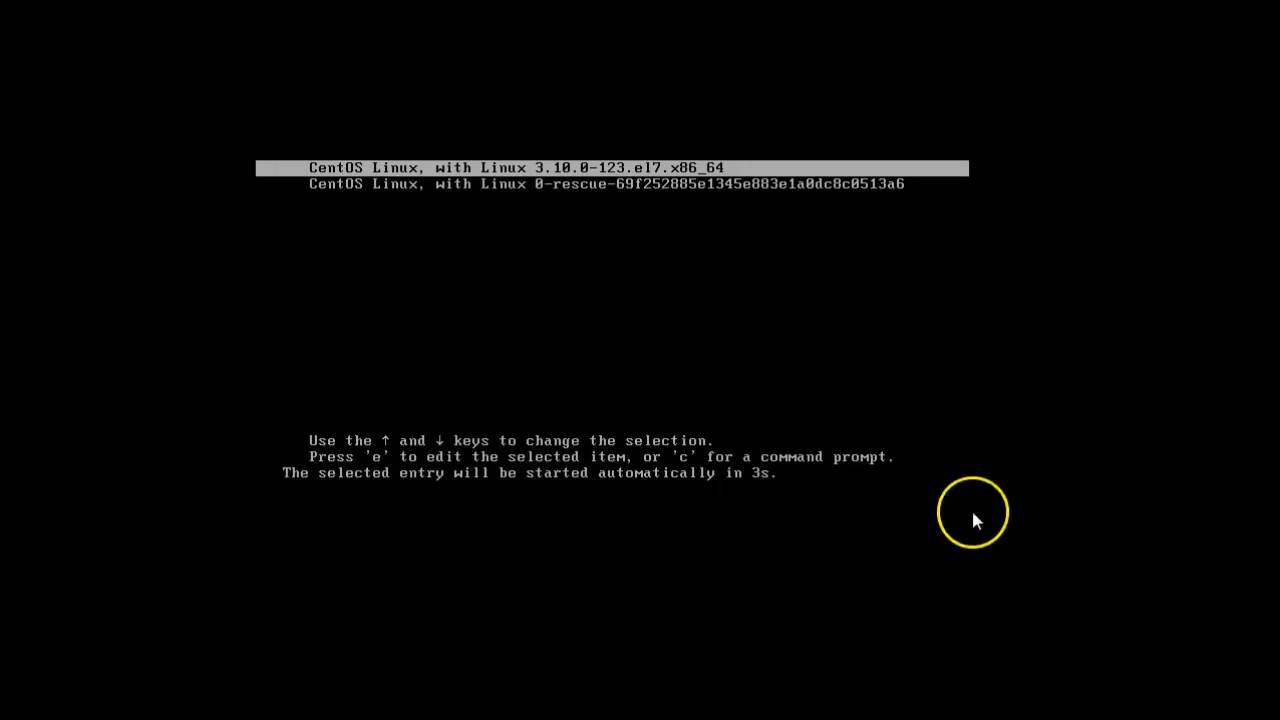 CentOS Linux, with Linux 3.10.0-123.el7.x86_64
CentOS Linux, with Linux 0-rescue-69f252885e1345e883e1a0dc8c0513a6
Use the ↑ and ↓ keys to change the selection.
Press 'e' to edit the selected item, or 'c' for a command prompt.
The selected entry will be started automatically in 3s.